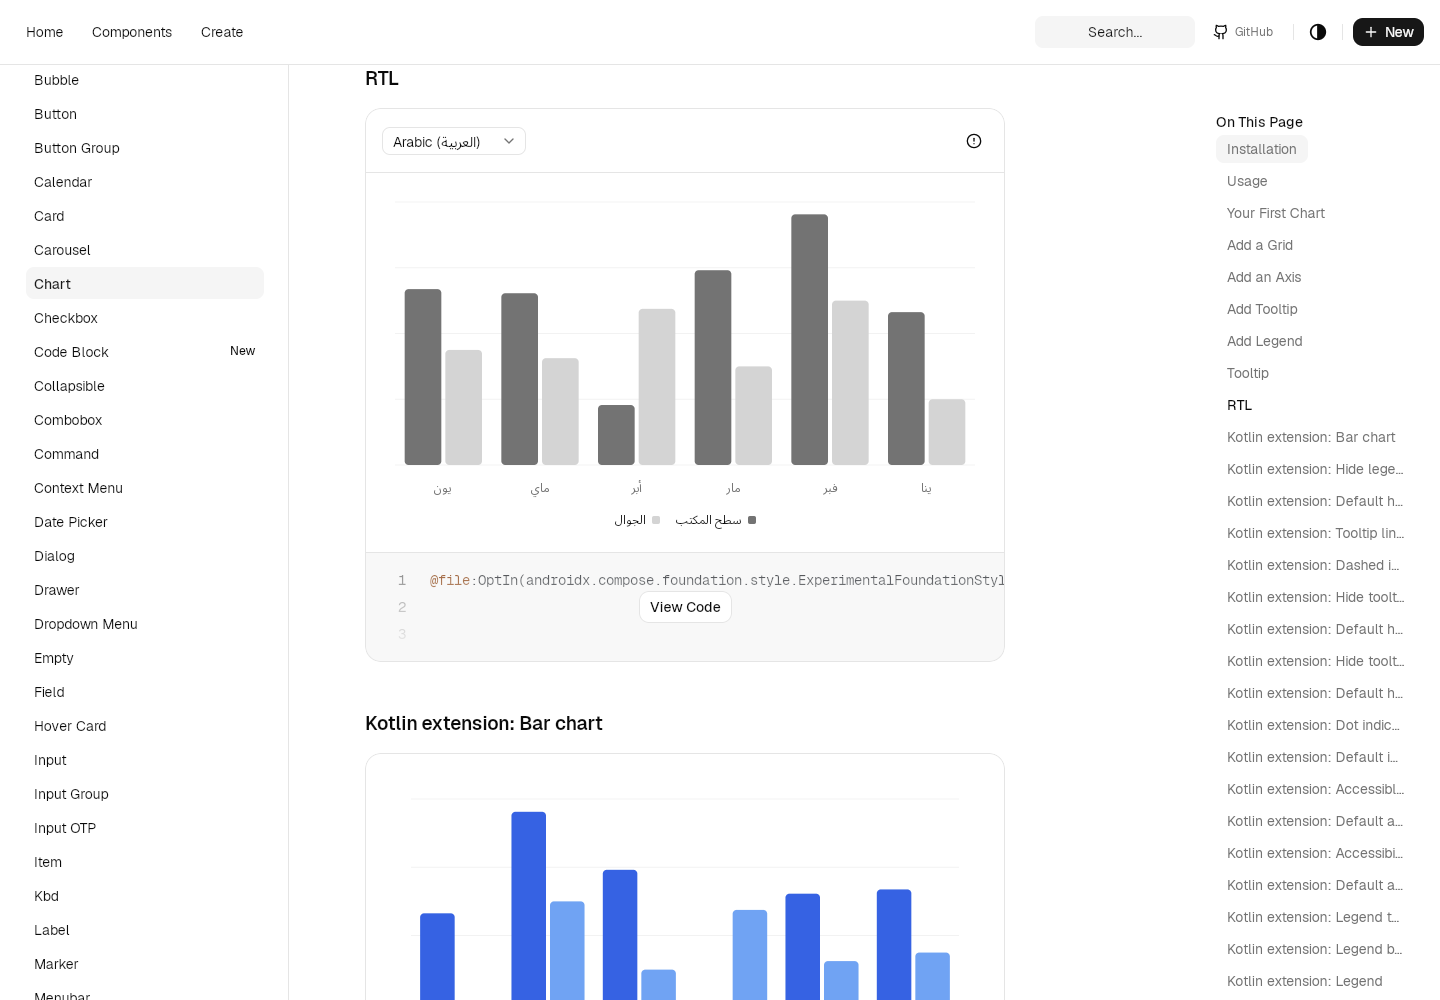 Home
Components
Create
Search...
GitHub
New
Bubble
Button
Button Group
Calendar
Card
Carousel
Chart
Checkbox
Code Block
New
Collapsible
Combobox
Command
Context Menu
Date Picker
Dialog
Drawer
Dropdown Menu
Empty
Field
Hover Card
Input
Input Group
Input OTP
Item
Kbd
Label
Marker
Menubar
RTL
Arabic (العربية)
يون
ماي
أبر
مار
فبر
ينا
سطح المكتب
الجوال
1 @file:OptIn(androidx.compose.foundation.style.ExperimentalFoundationStyl
2
View Code
3
Kotlin extension: Bar chart
On This Page
Installation
Usage
Your First Chart
Add a Grid
Add an Axis
Add Tooltip
Add Legend
Tooltip
RTL
Kotlin extension: Bar chart
Kotlin extension: Hide lege...
Kotlin extension: Default h...
Kotlin extension: Tooltip lin...
Kotlin extension: Dashed i...
Kotlin extension: Hide toolt...
Kotlin extension: Default h...
Kotlin extension: Hide toolt...
Kotlin extension: Default h...
Kotlin extension: Dot indic...
Kotlin extension: Default i...
Kotlin extension: Accessibl...
Kotlin extension: Default a...
Kotlin extension: Accessibi...
Kotlin extension: Default a...
Kotlin extension: Legend t...
Kotlin extension: Legend b...
Kotlin extension: Legend